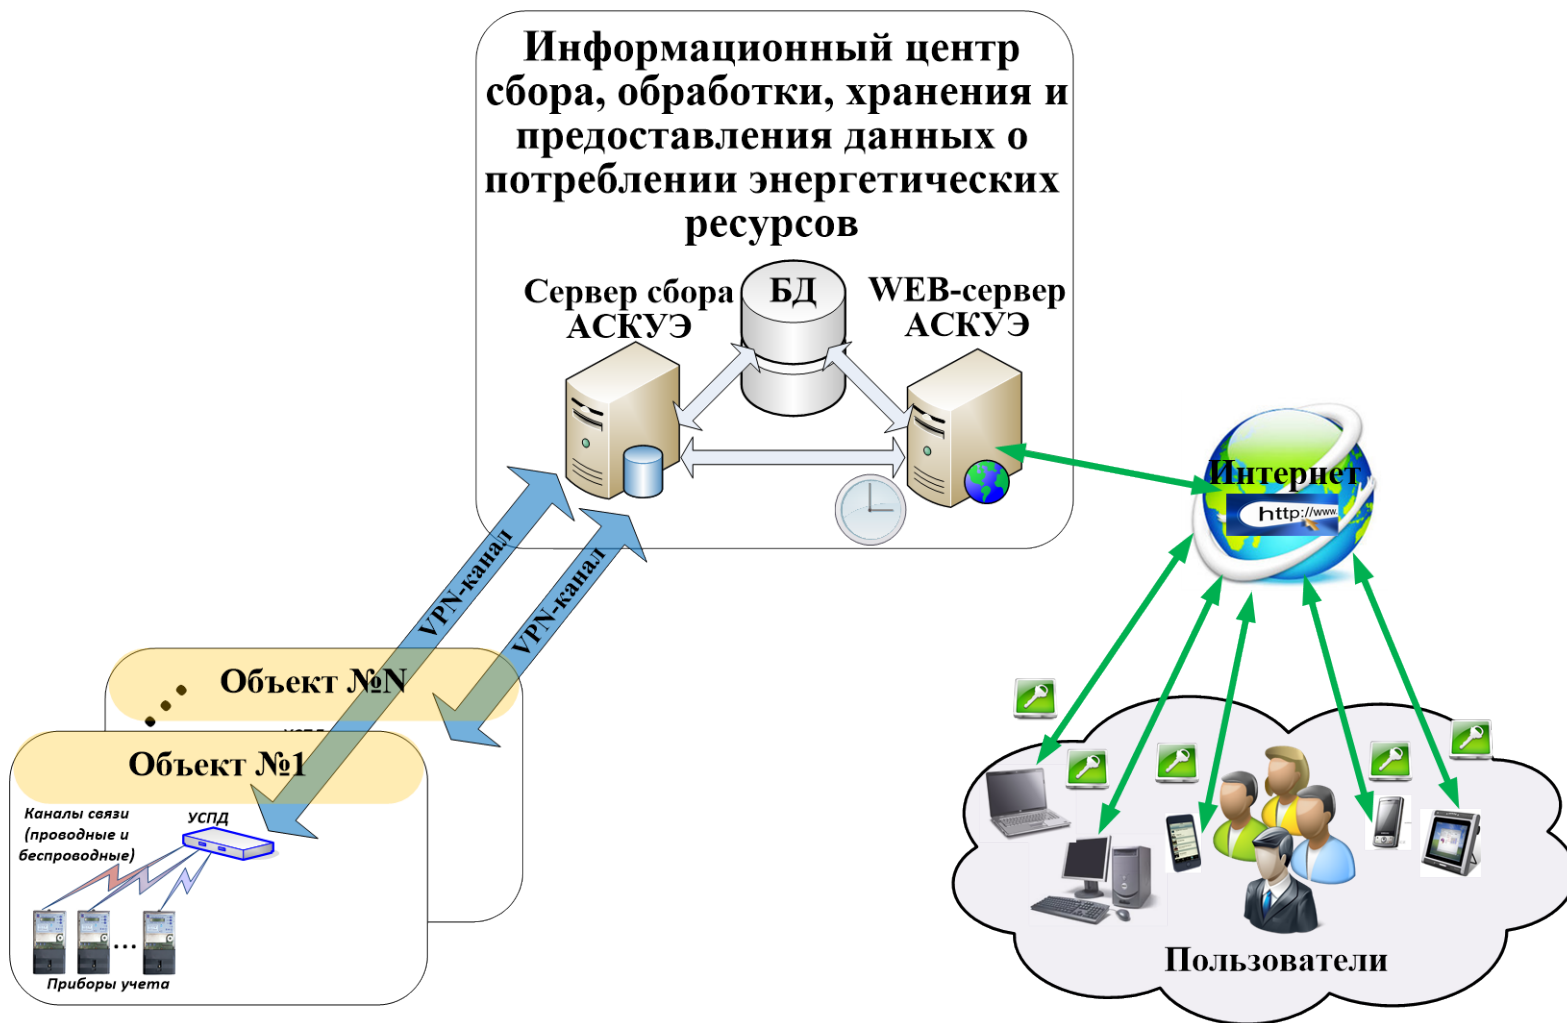 Информационный центр
сбора, обработки, хранения и
предоставления данных о
потреблении энергетических
ресурсов
Сервер сбора
АСКУЭ
БД
WEB-сервер
АСКУЭ
Интернет
http://www.
VPN-канал
VPN-канал
Объект №N
Объект №1
Каналы связи
(проводные и
беспроводные)
УСПД
...
Приборы учета
Пользователи